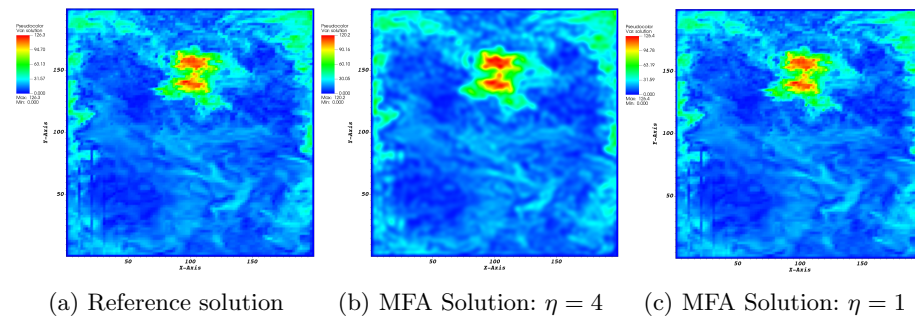 Pseudocolor
Var: solution
126.3
94.70
63.13
31.57
0.000
Max: 126.3
Min: 0.000
150
100
50
Y-Axis
50
100
150
X-Axis
Pseudocolor
Var: solution
120.2
90.16
60.10
30.05
0.000
Max: 120.2
Min: 0.000
150
100
50
Y-Axis
50
100
150
X-Axis
Pseudocolor
Var: solution
126.4
94.78
63.19
31.59
0.000
Max: 126.4
Min: 0.000
150
100
50
Y-Axis
50
100
150
X-Axis
(a) Reference solution
(b) MFA Solution: η = 4
(c) MFA Solution: η = 1